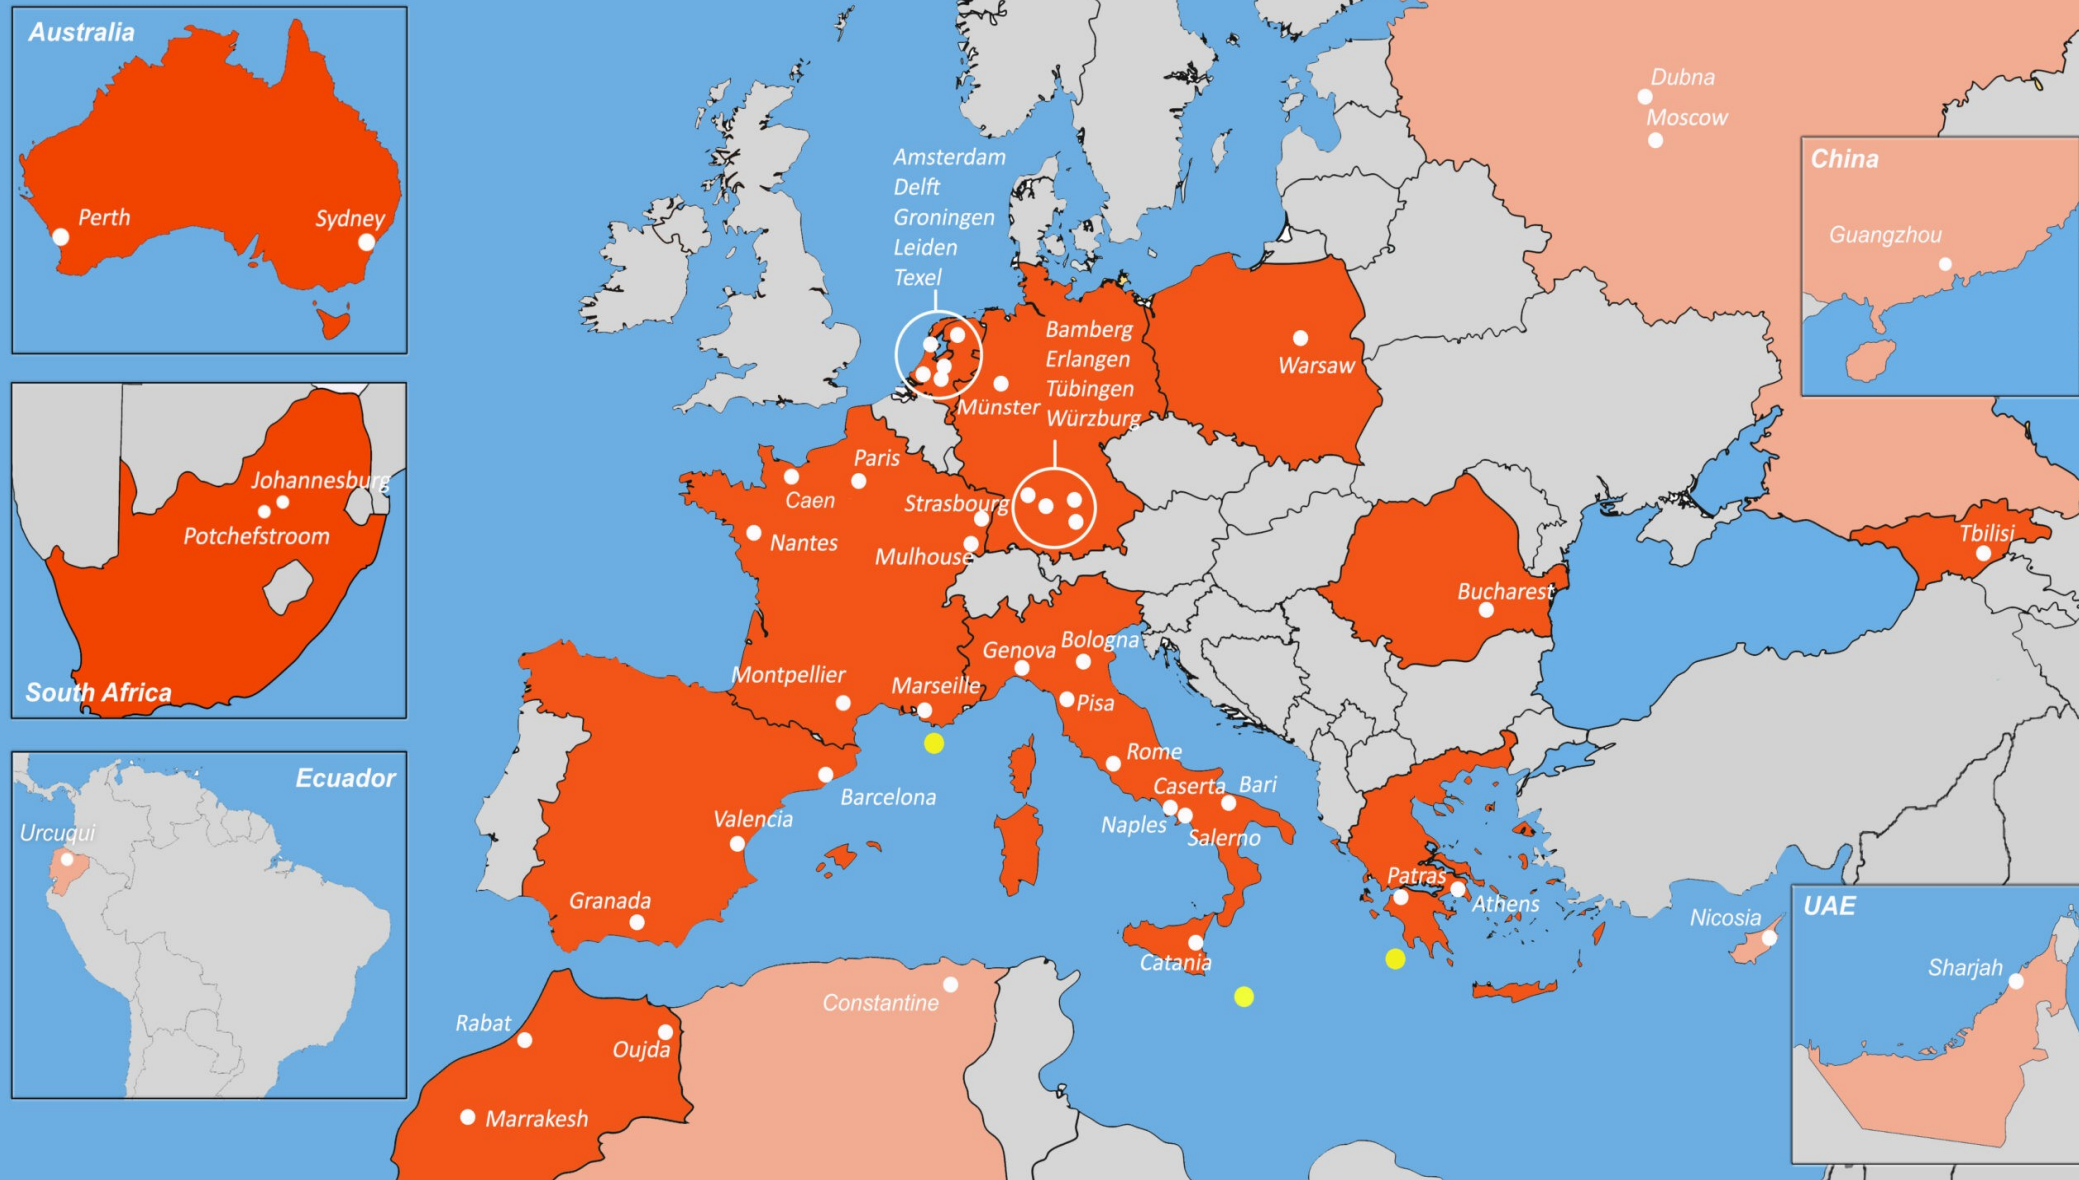 Australia
Perth
Sydney
Johannesburg
Potchefstroom
South Africa
Ecuador
Urcuqui
Amsterdam
Delft
Groningen
Leiden
Texel
Bamberg
Erlangen
Tübingen
Würzburg
Münster
Warsaw
Dubna
Moscow
China
Guangzhou
Paris
Caen
Strasbourg
Nantes
Mulhouse
Tbilisi
Bucharest
Montpellier
Marseille
Genova
Bologna
Pisa
Rome
Caserta
Bari
Naples
Salerno
Barcelona
Valencia
Granada
Catania
Patras
Athens
Nicosia
UAE
Sharjah
Constantine
Rabat
Oujda
Marrakesh